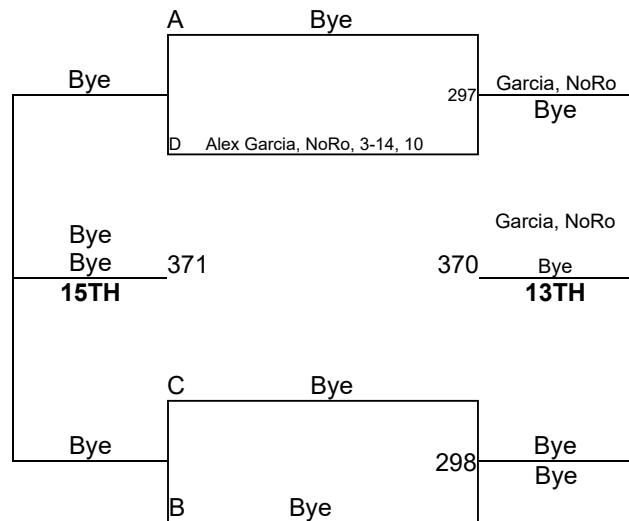 A Bye
Bye
297
Garcia, NoRo
Bye
D Alex Garcia, NoRo, 3-14, 10
Garcia, NoRo
Bye
Bye
371
370
Bye
15TH
13TH
C Bye
Bye
298
Bye
Bye
B Bye